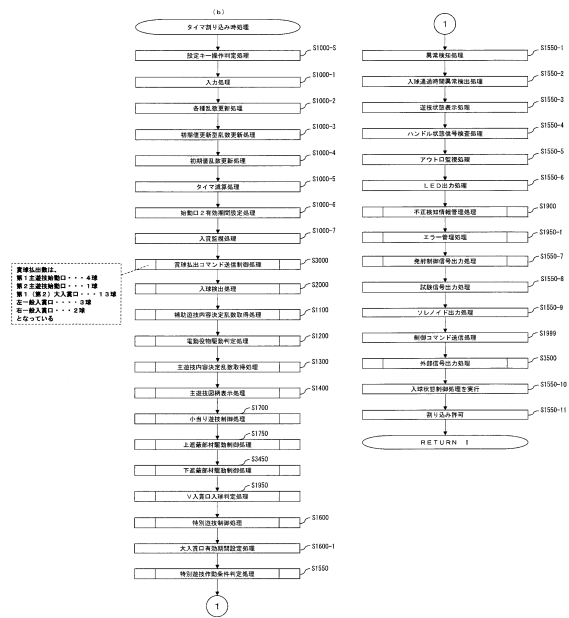 (b)
タイマ割り込み時処理
設定キー操作判定処理
S1000-S
入力処理
S1000-1
各種乱数更新処理
S1000-2
初期値更新型乱数更新処理
S1000-3
初期値乱数更新処理
S1000-4
タイマ減算処理
S1000-5
始動口2有効期間設定処理
S1000-6
入賞監視処理
S1000-7
賞球払出コマンド送信制御処理
S3000
賞球払出数は、
第1主遊技始動口・・・4球
第2主遊技始動口・・・1球
第1(第2)大入賞口・・・13球
左一般入賞口・・・3球
右一般入賞口・・・2球
となっている
入球検出処理
S2000
補助遊技内容決定乱数取得処理
S1100
電動役物駆動判定処理
S1200
主遊技内容決定乱数取得処理
S1300
主遊技図柄表示処理
S1400
S1700
小当り遊技制御処理
S1750
上遮蔽部材駆動制御処理
S3450
下遮蔽部材駆動制御処理
S1950
V入賞口入球判定処理
特別遊技制御処理
S1600
大入賞口有効期間設定処理
S1600-1
特別遊技作動条件判定処理
S1550
1
1
異常検知処理
S1550-1
入球通過時間異常検出処理
S1550-2
遊技状態表示処理
S1550-3
ハンドル状態信号検査処理
S1550-4
アウトロ監視処理
S1550-5
LED出力処理
S1550-6
不正検知情報管理処理
S1900
エラー管理処理
S1950-1
発射制御信号出力処理
S1550-7
試験信号出力処理
S1550-8
ソレノイド出力処理
S1550-9
制御コマンド送信処理
S1999
外部信号出力処理
S3500
入球状態制御処理を実行
S1550-10
割り込み許可
S1550-11
RETURN I